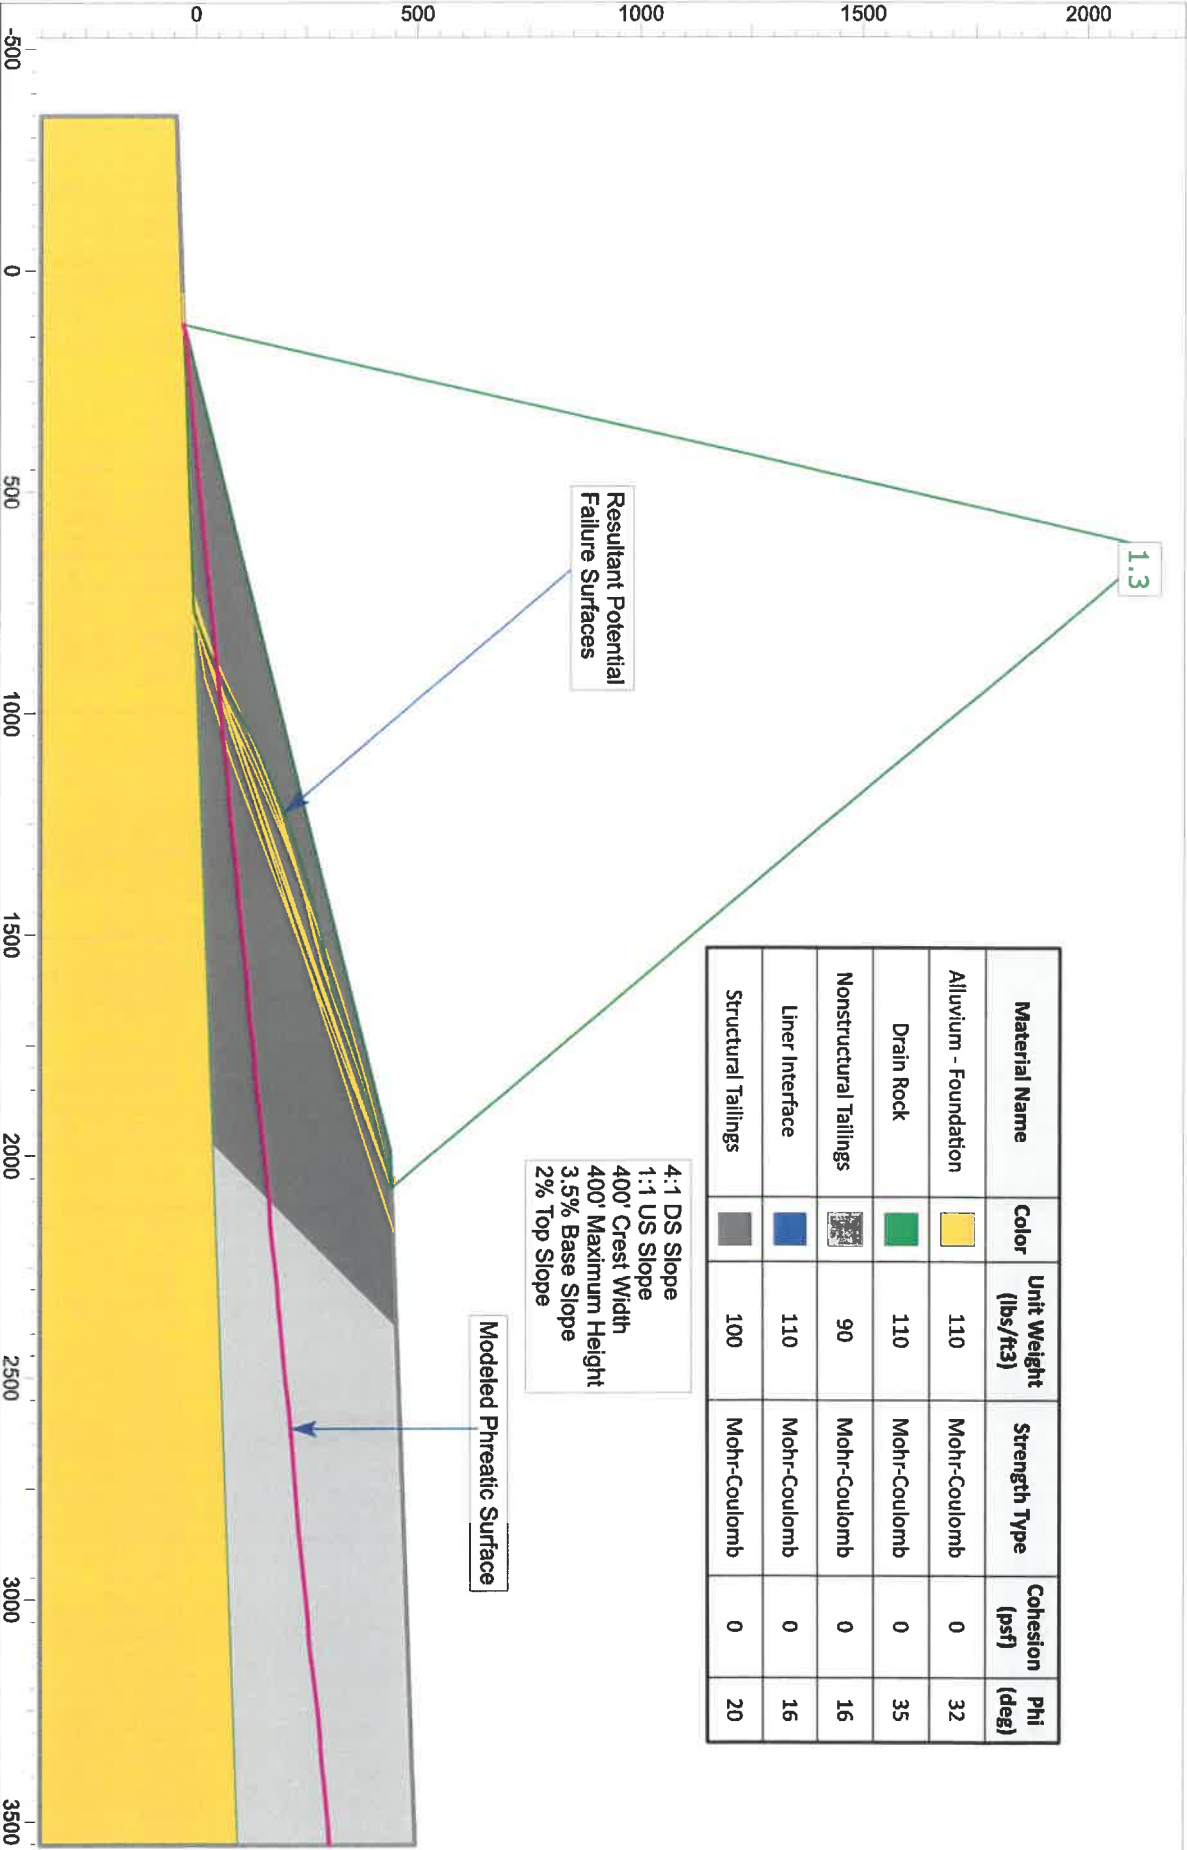 1.3
Material Name Color Unit Weight (lbs/ft3) Strength Type Cohesion (psf) Phi (deg)
Alluvium - Foundation 110 Mohr-Coulomb 0 32
Drain Rock 110 Mohr-Coulomb 0 35
Nonstructural Tailings 90 Mohr-Coulomb 0 16
Liner Interface 110 Mohr-Coulomb 0 16
Structural Tailings 100 Mohr-Coulomb 0 20
Resultant Potential
Failure Surfaces
4:1 DS Slope
1:1 US Slope
400' Crest Width
400' Maximum Height
3.5% Base Slope
2% Top Slope
Modeled Phreatic Surface
2000
1500
1000
500
0
-500 0 500 1000 1500 2000 2500 3000 3500